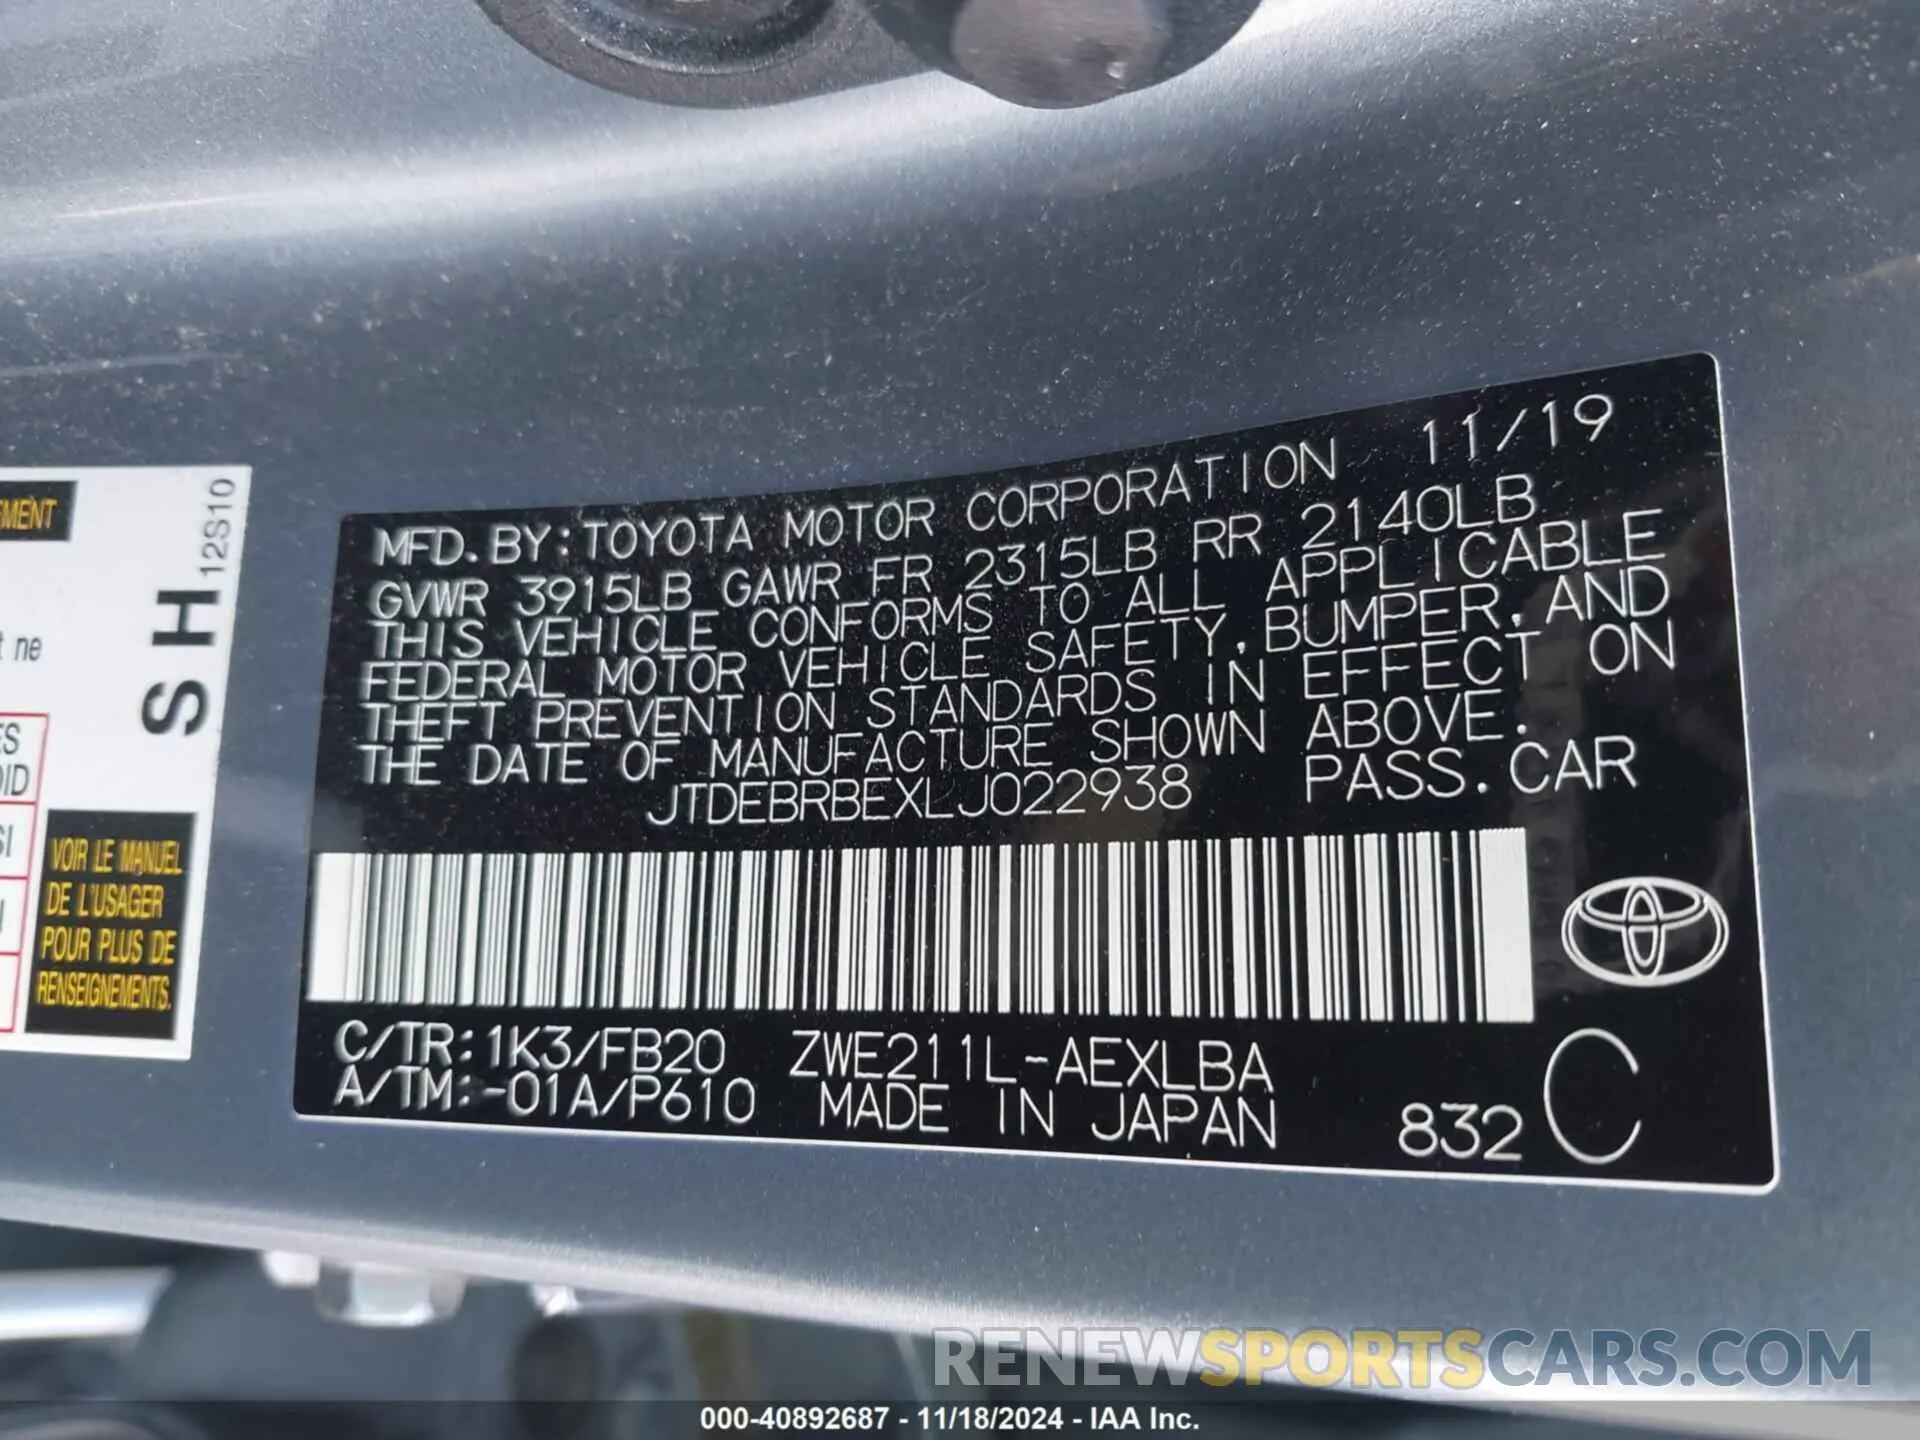 MFD. BY: TOYOTA MOTOR CORPORATION 11/19
GVWR 3915LB GAWR FR 2315LB RR 2140LB
THIS VEHICLE CONFORMS TO ALL APPLICABLE
FEDERAL MOTOR VEHICLE SAFETY, BUMPER, AND
THEFT PREVENTION STANDARDS IN EFFECT ON
THE DATE OF MANUFACTURE SHOWN ABOVE.
JTDEBRBEXLJ022938 PASS. CAR
C/TR: 1K3/FB20 ZWE211L-AEXLBA
A/TM: -01A/P610 MADE IN JAPAN 832 C
12S10
S H
ne
VOIR LE MANUEL
DE L'USAGER
POUR PLUS DE
RENSEIGNEMENTS.
RENEWSPORTSCARS.COM
000-40892687 - 11/18/2024 - IAA Inc.